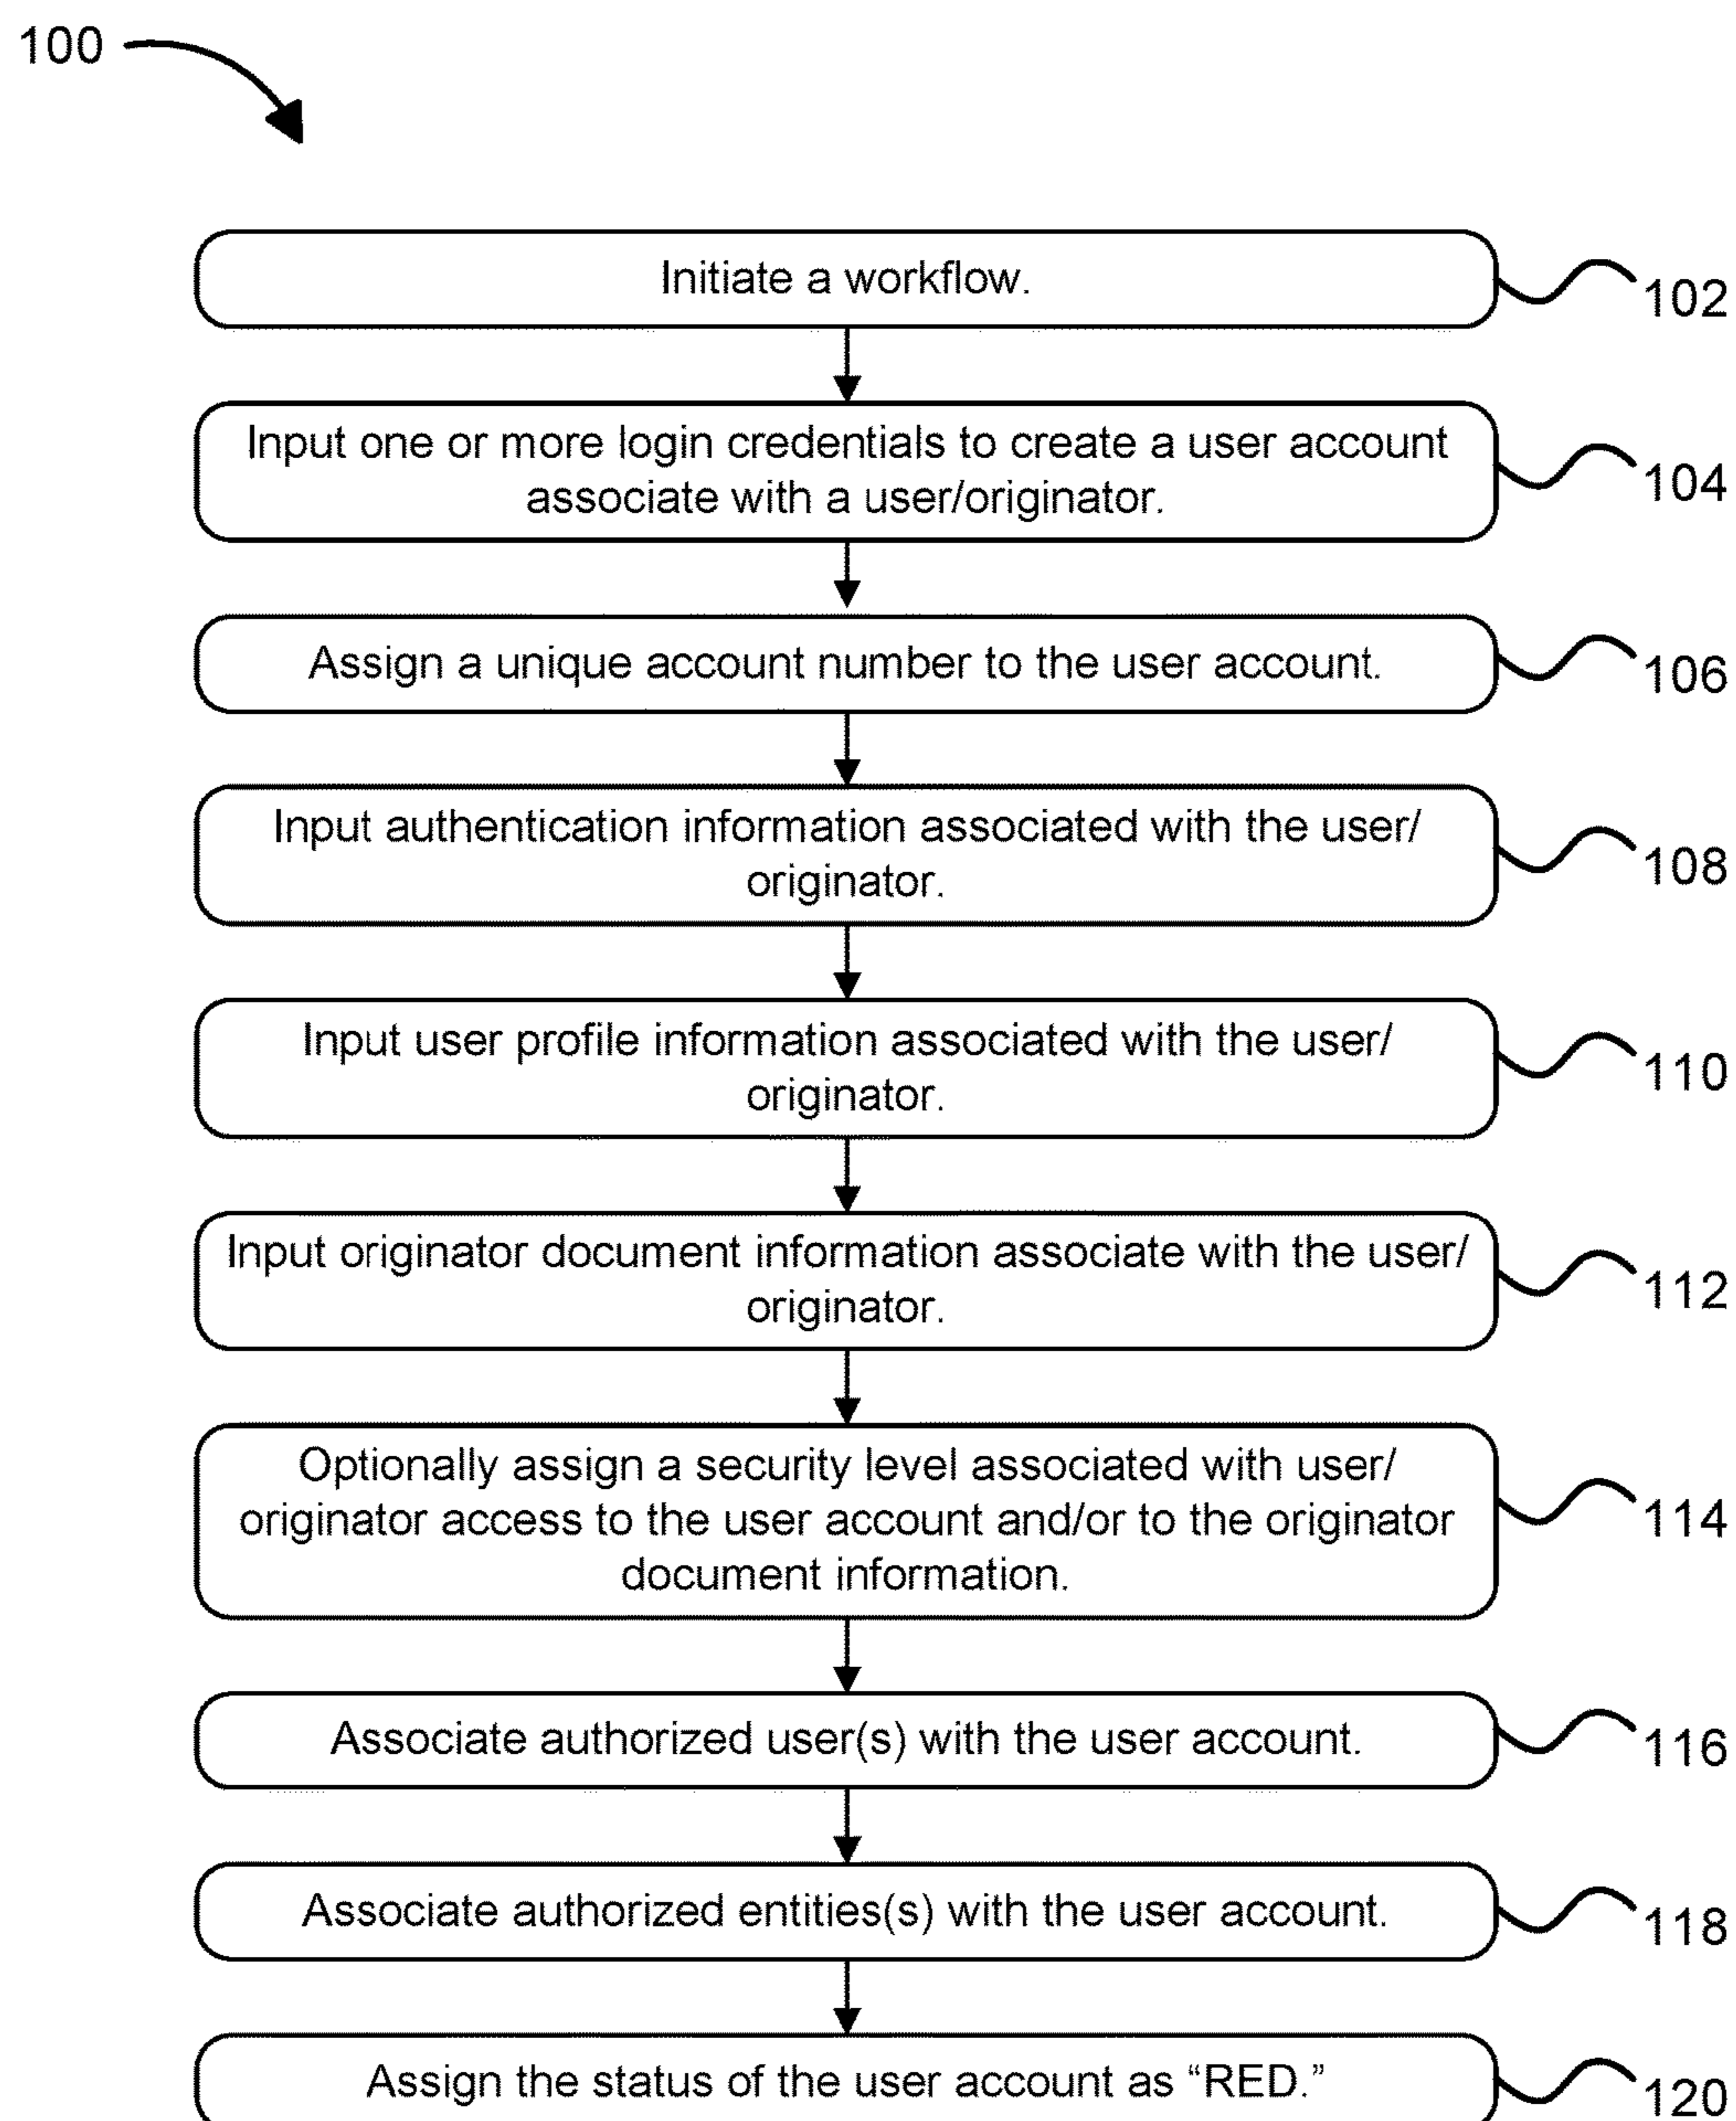 100
Initiate a workflow.
102
Input one or more login credentials to create a user account
associate with a user/originator.
104
Assign a unique account number to the user account.
106
Input authentication information associated with the user/
originator.
108
Input user profile information associated with the user/
originator.
110
Input originator document information associate with the user/
originator.
112
Optionally assign a security level associated with user/
originator access to the user account and/or to the originator
document information.
114
Associate authorized user(s) with the user account.
116
Associate authorized entities(s) with the user account.
118
Assign the status of the user account as “RED.”
120